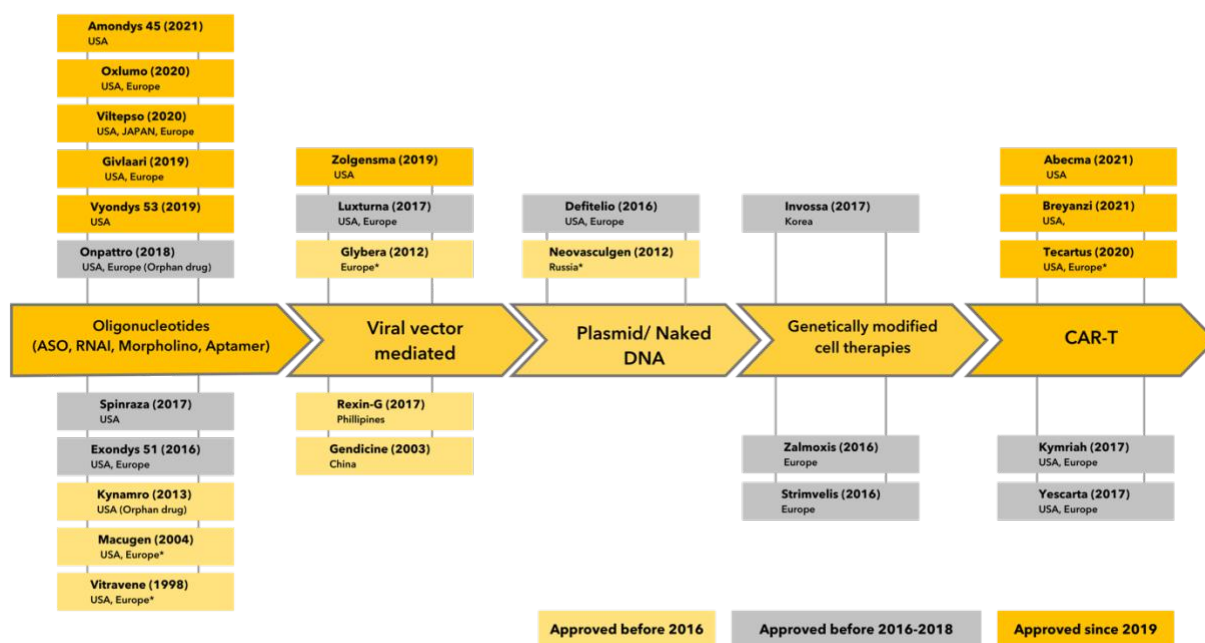 Amondys 45 (2021)
USA
Oxlumo (2020)
USA, Europe
Viltepso (2020)
USA, JAPAN, Europe
Givlaari (2019)
USA, Europe
Vyondys 53 (2019)
USA
Onpattro (2018)
USA, Europe (Orphan drug)
Zolgensma (2019)
USA
Luxturna (2017)
USA, Europe
Glybera (2012)
Europe*
Defitelio (2016)
USA, Europe
Neovasculgen (2012)
Russia*
Invossa (2017)
Korea
Abecma (2021)
USA
Breyanzi (2021)
USA,
Tecartus (2020)
USA, Europe*
Oligonucleotides
(ASO, RNAI, Morpholino, Aptamer)
Viral vector
mediated
Plasmid/ Naked
DNA
Genetically modified
cell therapies
CAR-T
Spinraza (2017)
USA
Exondys 51 (2016)
USA, Europe
Kynamro (2013)
USA (Orphan drug)
Macugen (2004)
USA, Europe*
Vitravene (1998)
USA, Europe*
Rexin-G (2017)
Phillipines
Gendicine (2003)
China
Zalmoxis (2016)
Europe
Strimvelis (2016)
Europe
Kymriah (2017)
USA, Europe
Yescarta (2017)
USA, Europe
Approved before 2016
Approved before 2016-2018
Approved since 2019